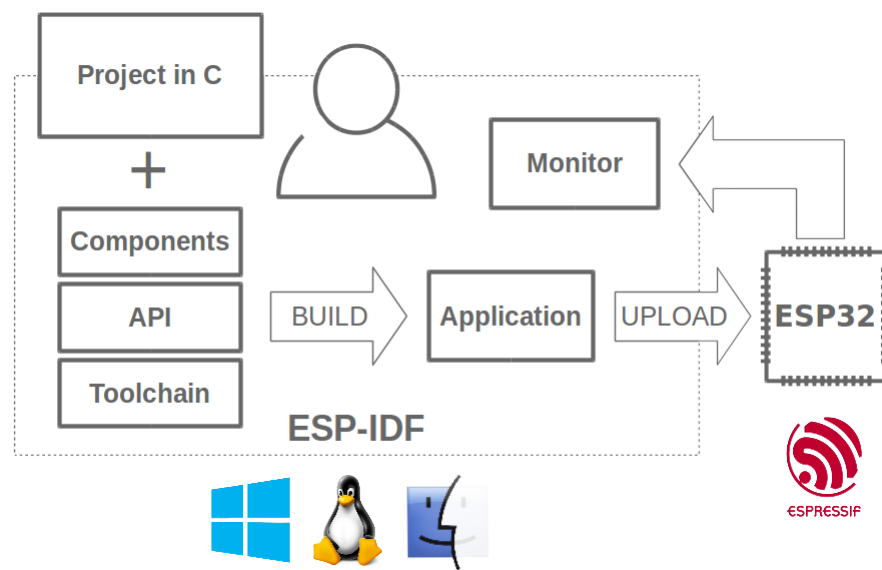 Project in C
Monitor
Components
API
Toolchain
BUILD
Application
UPLOAD
ESP32
ESP-IDF
ESPRESSIF